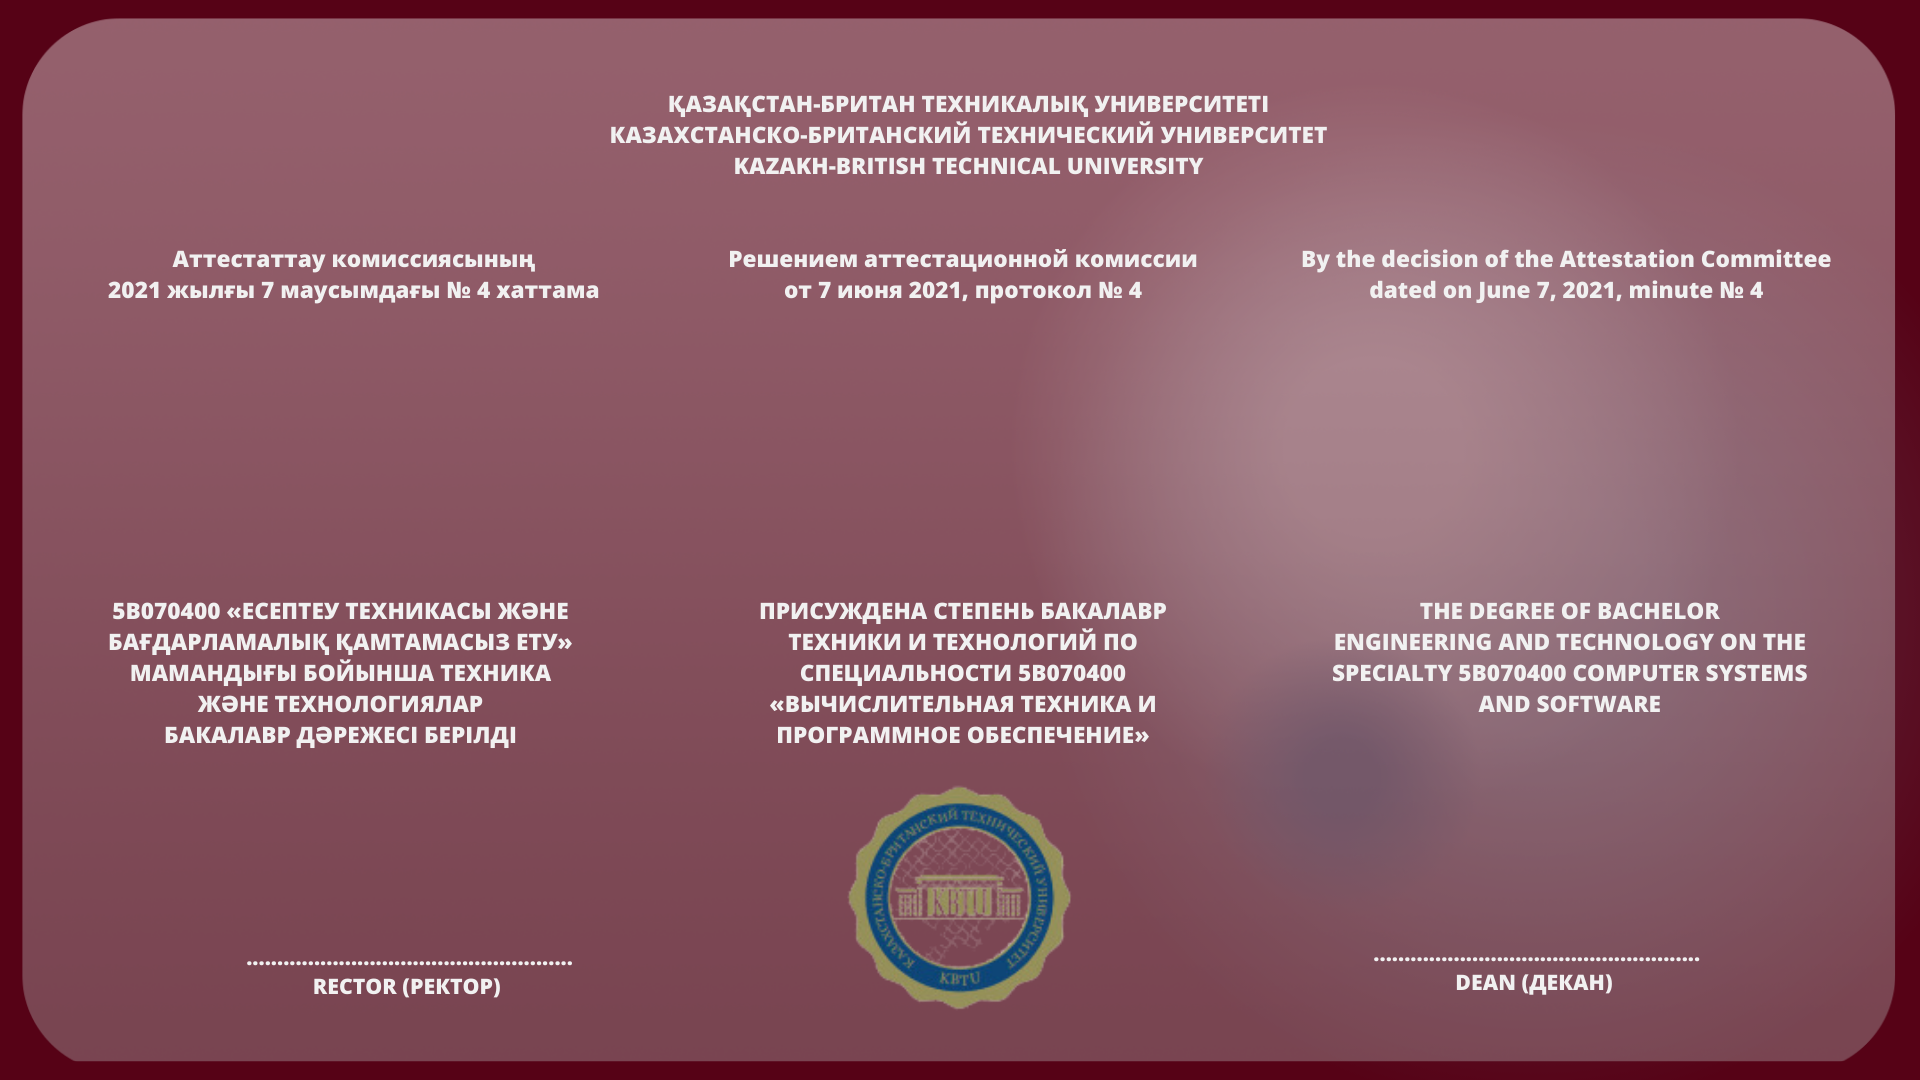 ҚАЗАҚСТАН-БРИТАН ТЕХНИКАЛЫҚ УНИВЕРСИТЕТІ
КАЗАХСТАНСКО-БРИТАНСКИЙ ТЕХНИЧЕСКИЙ УНИВЕРСИТЕТ
KAZAKH-BRITISH TECHNICAL UNIVERSITY
Аттестаттау комиссиясының
2021 жылғы 7 маусымдағы № 4 хаттама
Решением аттестационной комиссии
от 7 июня 2021, протокол № 4
By the decision of the Attestation Committee
dated on June 7, 2021, minute № 4
5B070400 «ЕСЕПТЕУ ТЕХНИКАСЫ ЖӘНЕ
БАҒДАРЛАМАЛЫҚ ҚАМТАМАСЫЗ ЕТУ»
МАМАНДЫҒЫ БОЙЫНША ТЕХНИКА
ЖӘНЕ ТЕХНОЛОГИЯЛАР
БАКАЛАВР ДӘРЕЖЕСІ БЕРІЛДІ
ПРИСУЖДЕНА СТЕПЕНЬ БАКАЛАВР
ТЕХНИКИ И ТЕХНОЛОГИЙ ПО
СПЕЦИАЛЬНОСТИ 5B070400
«ВЫЧИСЛИТЕЛЬНАЯ ТЕХНИКА И
ПРОГРАММНОЕ ОБЕСПЕЧЕНИЕ»
THE DEGREE OF BACHELOR
ENGINEERING AND TECHNOLOGY ON THE
SPECIALTY 5B070400 COMPUTER SYSTEMS
AND SOFTWARE
КАЗАХСТАНСКО-БРИТАНСКИЙ ТЕХНИЧЕСКИЙ УНИВЕРСИТЕТ
KBTU
KBTU
RECTOR (РЕКТОР)
DEAN (ДЕКАН)